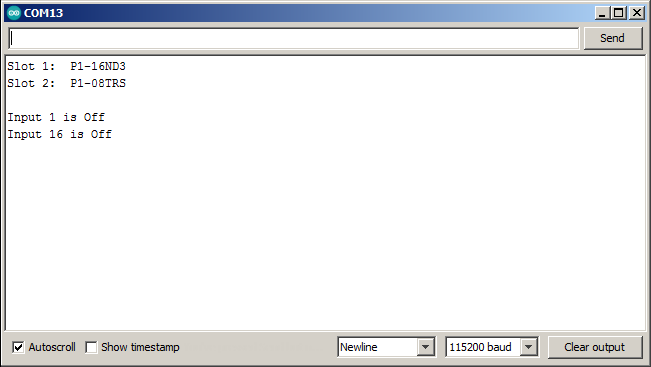 COM13
Send
Slot 1:  P1-16ND3
Slot 2:  P1-08TRS
Input 1 is Off
Input 16 is Off
Autoscroll Show timestamp Newline 115200 baud Clear output